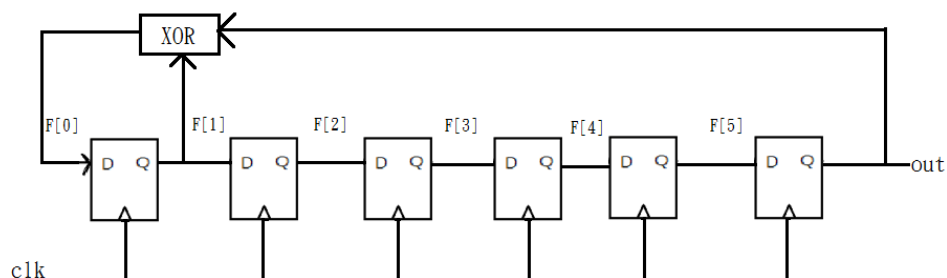 XOR
F[0]
F[1]
F[2]
F[3]
F[4]
F[5]
D Q
D Q
D Q
D Q
D Q
D Q
out
clk